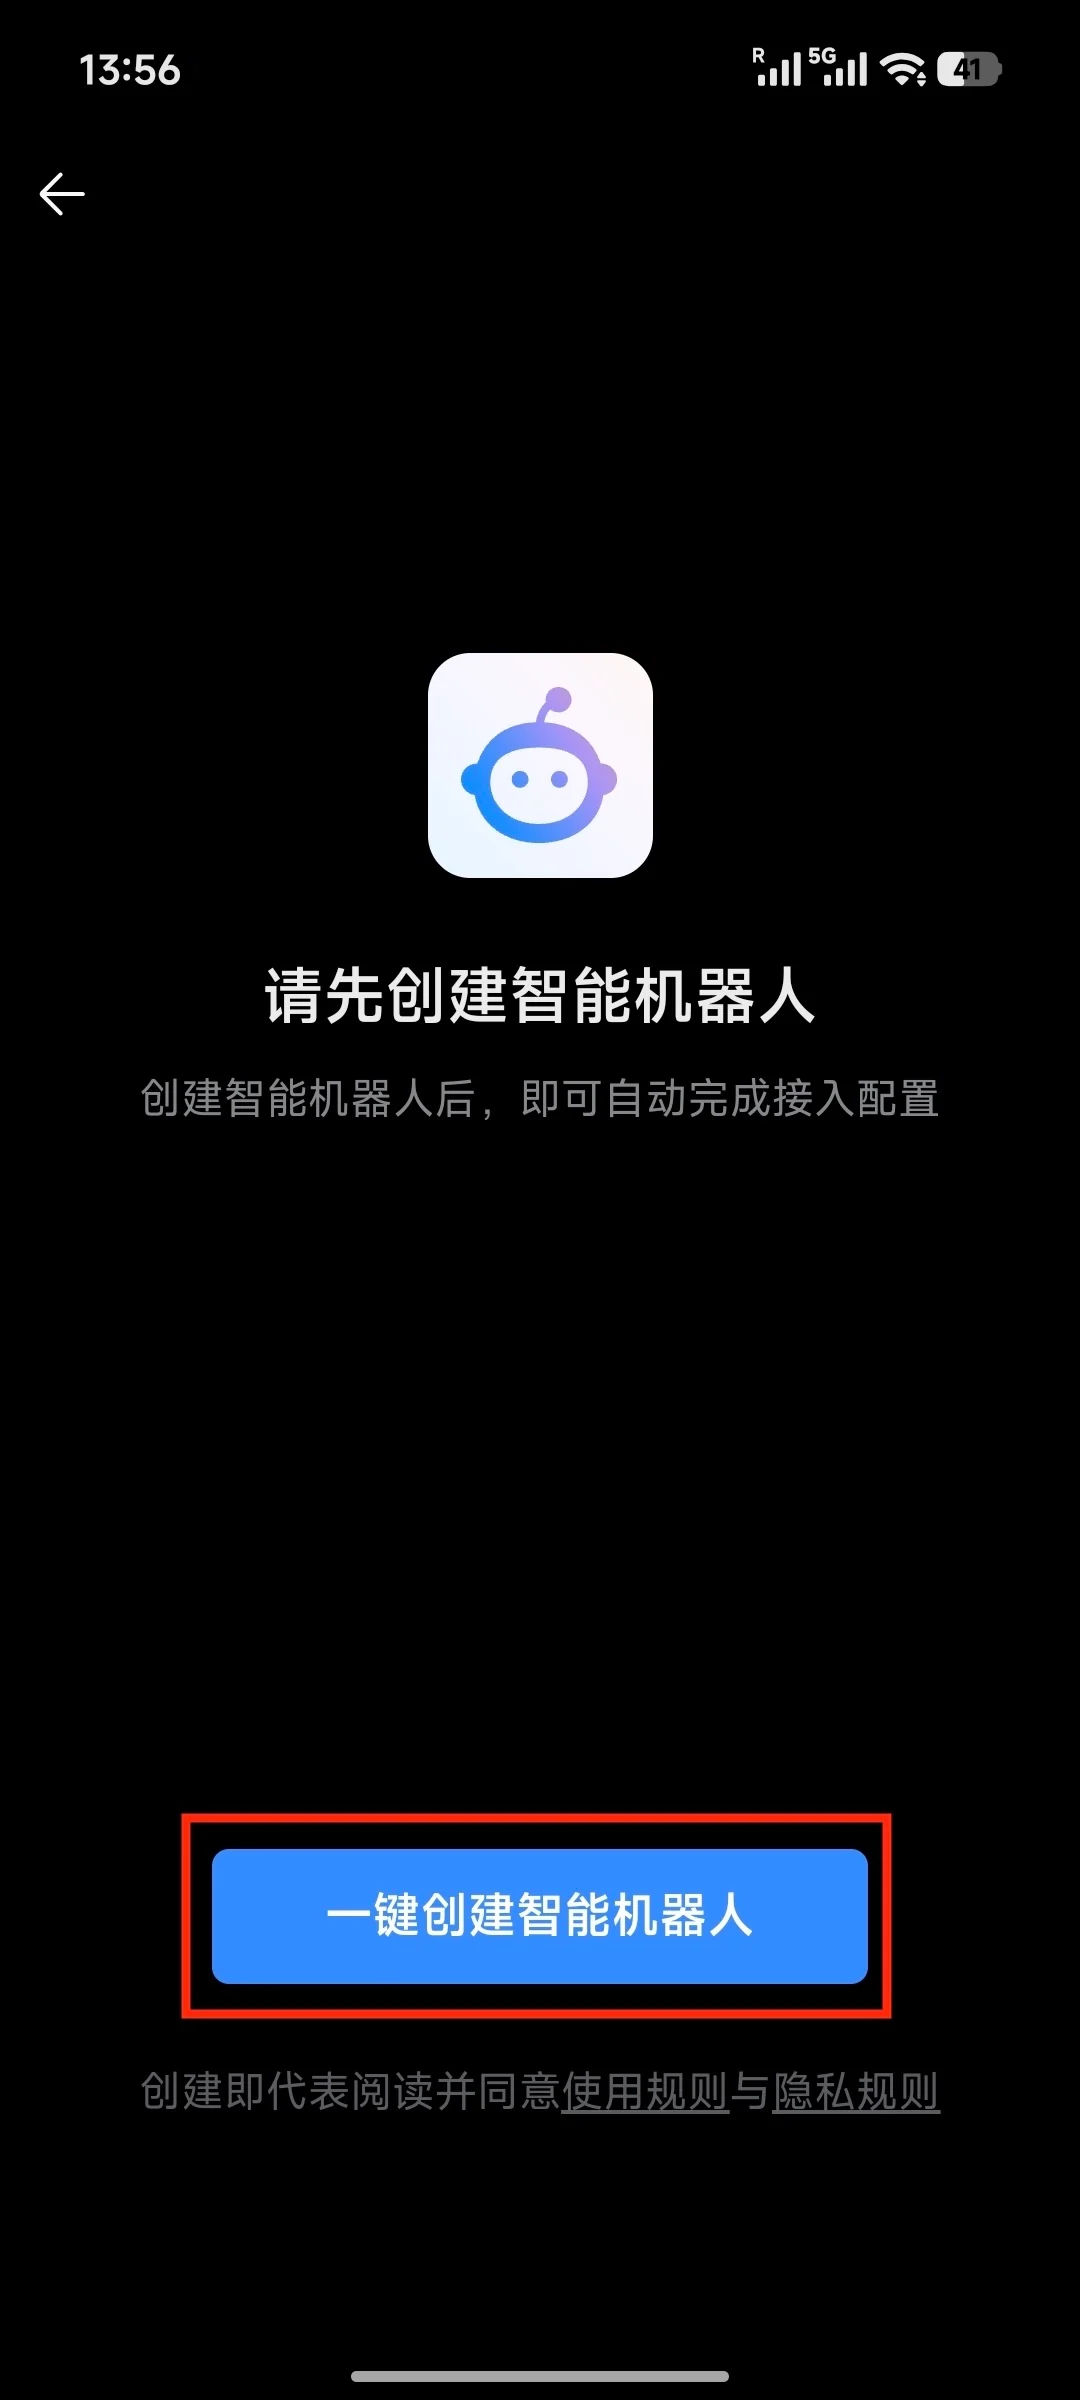 13:56
R 5G 41
请先创建智能机器人
创建智能机器人后，即可自动完成接入配置
一键创建智能机器人
创建即代表阅读并同意使用规则与隐私规则